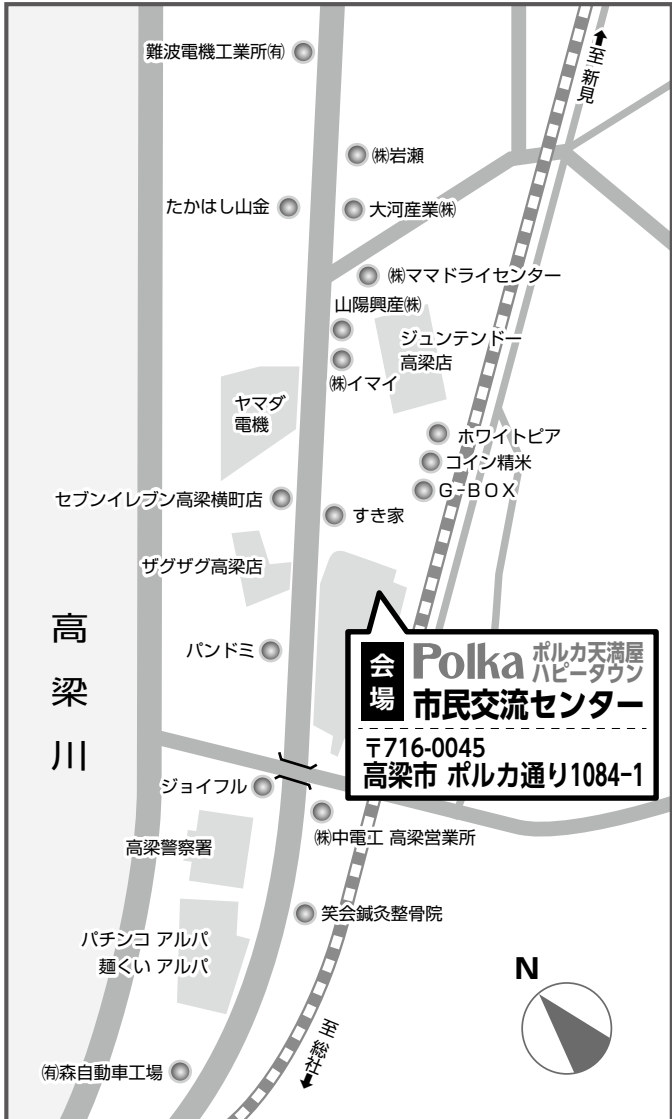 難波電機工業所㈲
至 新見
㈱岩瀬
たかはし山金
大河産業㈱
㈱ママドライセンター
山陽興産㈱
ジュンテンドー
高梁店
㈱イマイ
ヤマダ
電機
ホワイトピア
コイン精米
G-BOX
セブンイレブン高梁横町店
すき家
ザグザグ高梁店
高梁川
パンドミ
会場
Polka ポルカ天満屋
ハピータウン
市民交流センター
〒716-0045
高梁市 ポルカ通り1084-1
ジョイフル
㈱中電工 高梁営業所
高梁警察署
笑会鍼灸整骨院
パチンコ アルパ
麺くい アルパ
N
至 総社
㈲森自動車工場